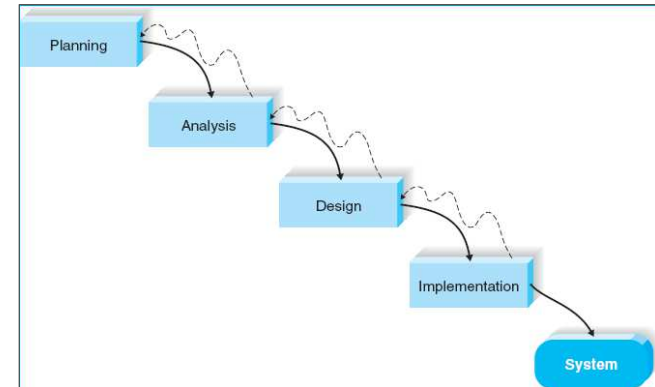 Planning
Analysis
Design
Implementation
System